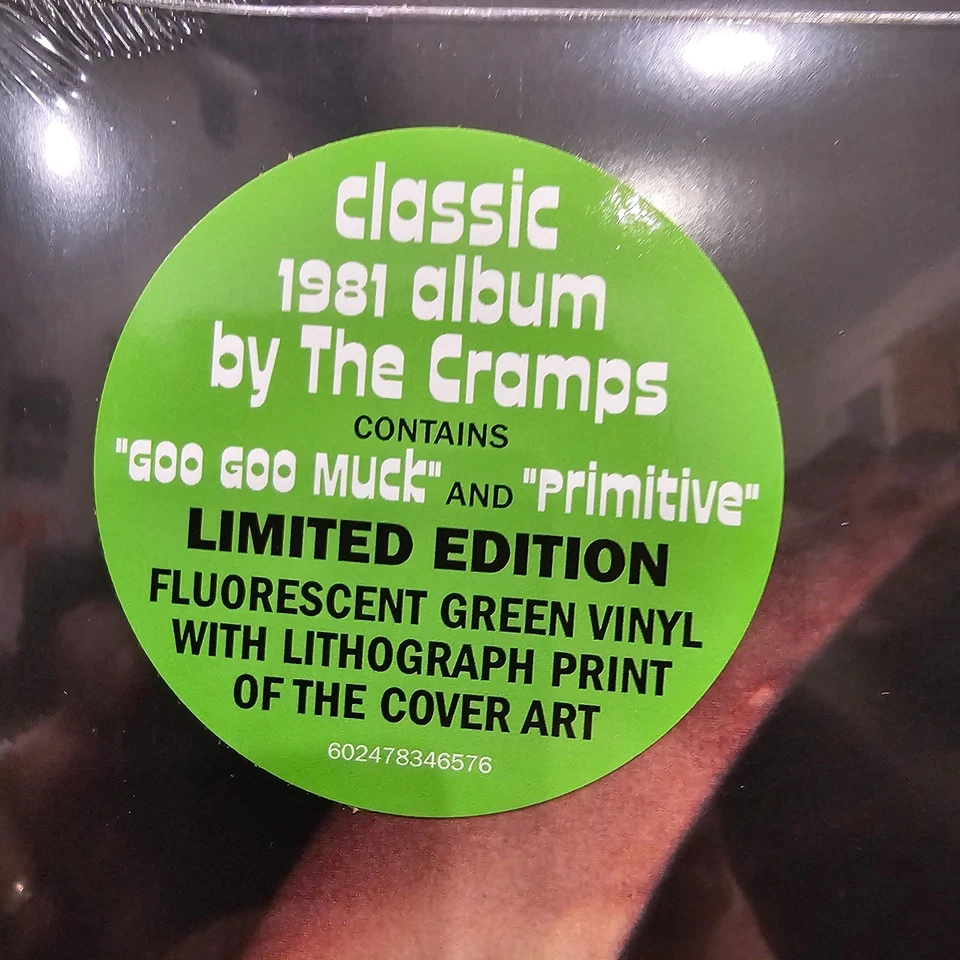 classic
1981 album
by The Cramps
CONTAINS
"Goo Goo Muck" AND "Primitive"
LIMITED EDITION
FLUORESCENT GREEN VINYL
WITH LITHOGRAPH PRINT
OF THE COVER ART
602478346576